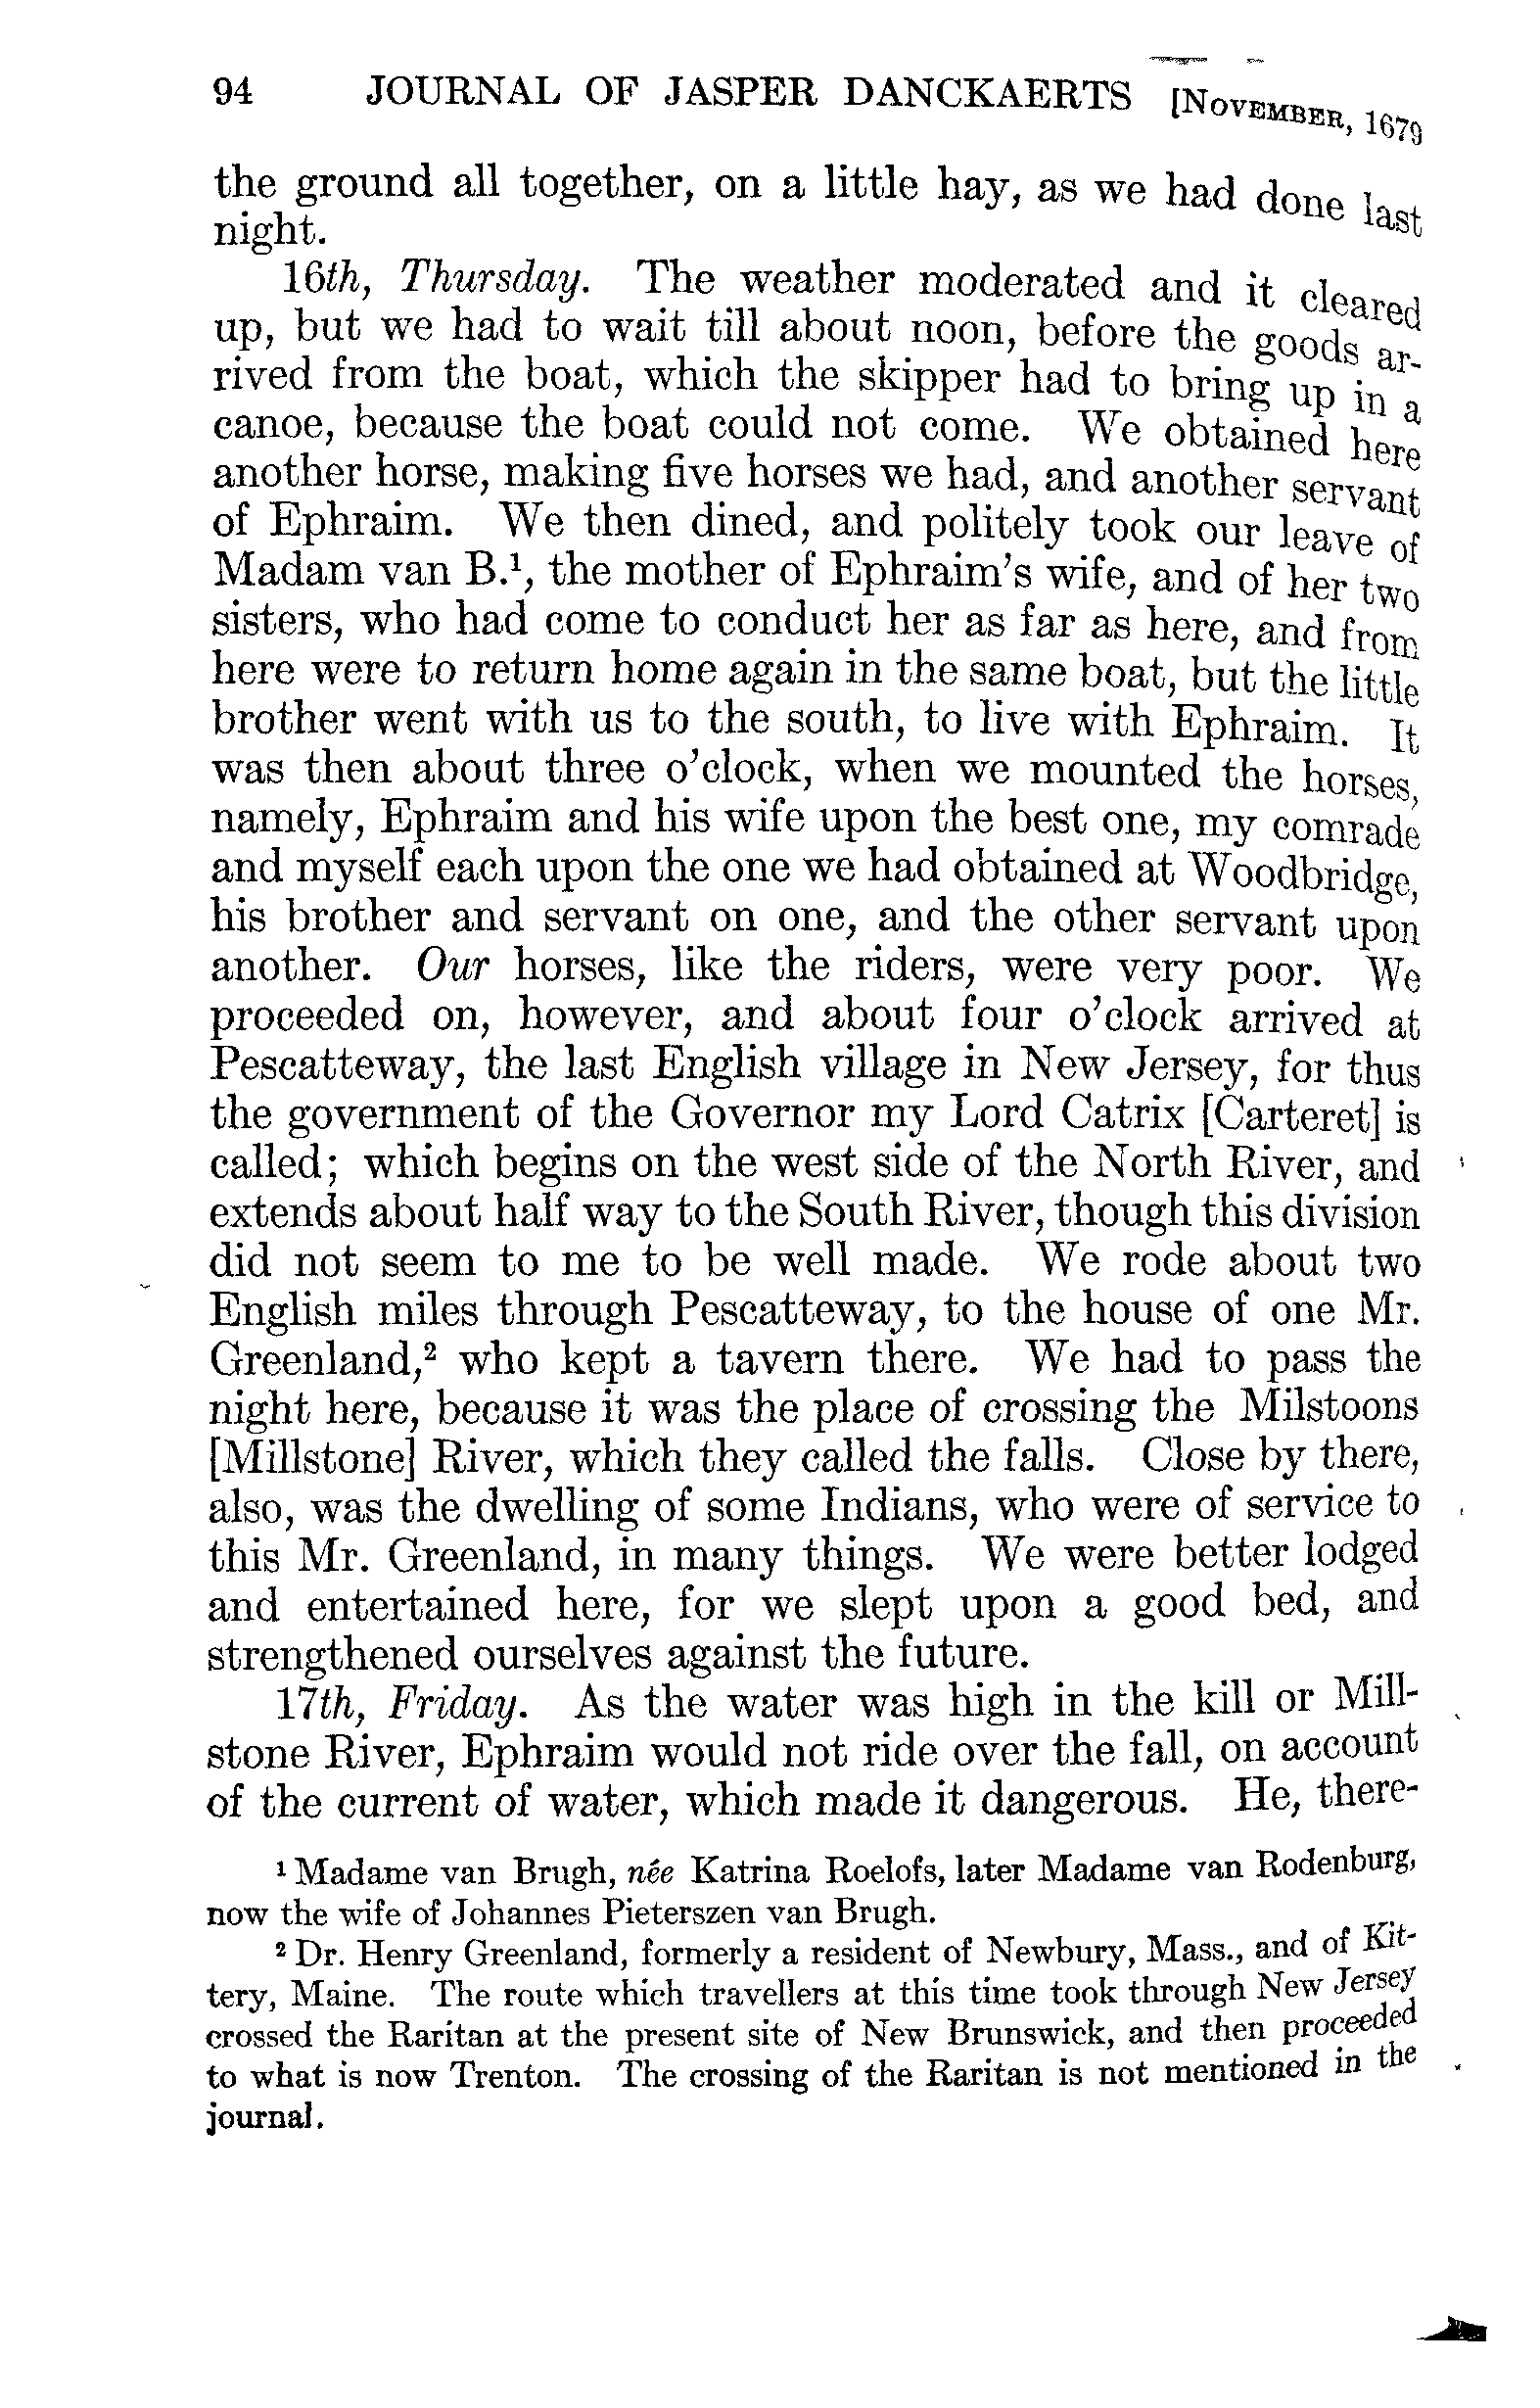 94 JOURNAL OF JASPER DANCKAERTS [NOVEMBER, 1679
the ground all together, on a little hay, as we had done last
night.
16th, Thursday. The weather moderated and it cleared
up, but we had to wait till about noon, before the goods ar-
rived from the boat, which the skipper had to bring up in a
canoe, because the boat could not come. We obtained here
another horse, making five horses we had, and another servant
of Ephraim. We then dined, and politely took our leave of
Madam van B.¹, the mother of Ephraim's wife, and of her two
sisters, who had come to conduct her as far as here, and from
here were to return home again in the same boat, but the little
brother went with us to the south, to live with Ephraim. It
was then about three o'clock, when we mounted the horses,
namely, Ephraim and his wife upon the best one, my comrade
and myself each upon the one we had obtained at Woodbridge,
his brother and servant on one, and the other servant upon
another. Our horses, like the riders, were very poor. We
proceeded on, however, and about four o'clock arrived at
Pescatteway, the last English village in New Jersey, for thus
the government of the Governor my Lord Catrix [Carteret] is
called; which begins on the west side of the North River, and
extends about half way to the South River, though this division
did not seem to me to be well made. We rode about two
English miles through Pescatteway, to the house of one Mr.
Greenland,² who kept a tavern there. We had to pass the
night here, because it was the place of crossing the Milstoons
[Millstone] River, which they called the falls. Close by there,
also, was the dwelling of some Indians, who were of service to
this Mr. Greenland, in many things. We were better lodged
and entertained here, for we slept upon a good bed, and
strengthened ourselves against the future.
17th, Friday. As the water was high in the kill or Mill-
stone River, Ephraim would not ride over the fall, on account
of the current of water, which made it dangerous. He, there-
¹ Madame van Brugh, née Katrina Roelofs, later Madame van Rodenburg,
now the wife of Johannes Pieterszen van Brugh.
² Dr. Henry Greenland, formerly a resident of Newbury, Mass., and of Kit-
tery, Maine. The route which travellers at this time took through New Jersey
crossed the Raritan at the present site of New Brunswick, and then proceeded
to what is now Trenton. The crossing of the Raritan is not mentioned in the
journal.